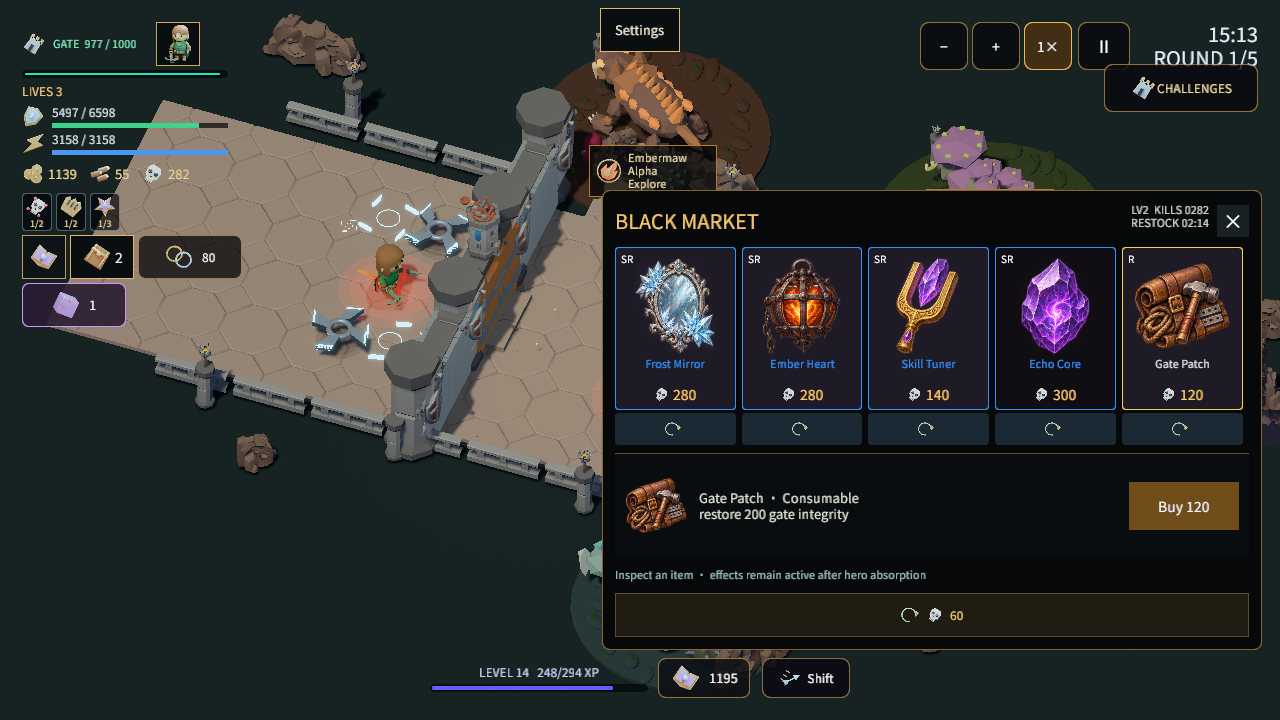 Settings
GATE 977 / 1000
LIVES 3
5497 / 6598
3158 / 3158
1139
55
282
1/2
1/2
1/3
2
80
1
−
+
1×
15:13
ROUND 1/5
CHALLENGES
Embermaw
Alpha
Explore
BLACK MARKET
LV2 KILLS 0282
RESTOCK 02:14
SR
Frost Mirror
280
SR
Ember Heart
280
SR
Skill Tuner
140
SR
Echo Core
300
R
Gate Patch
120
Gate Patch · Consumable
restore 200 gate integrity
Buy 120
Inspect an item · effects remain active after hero absorption
60
LEVEL 14 248/294 XP
1195
Shift